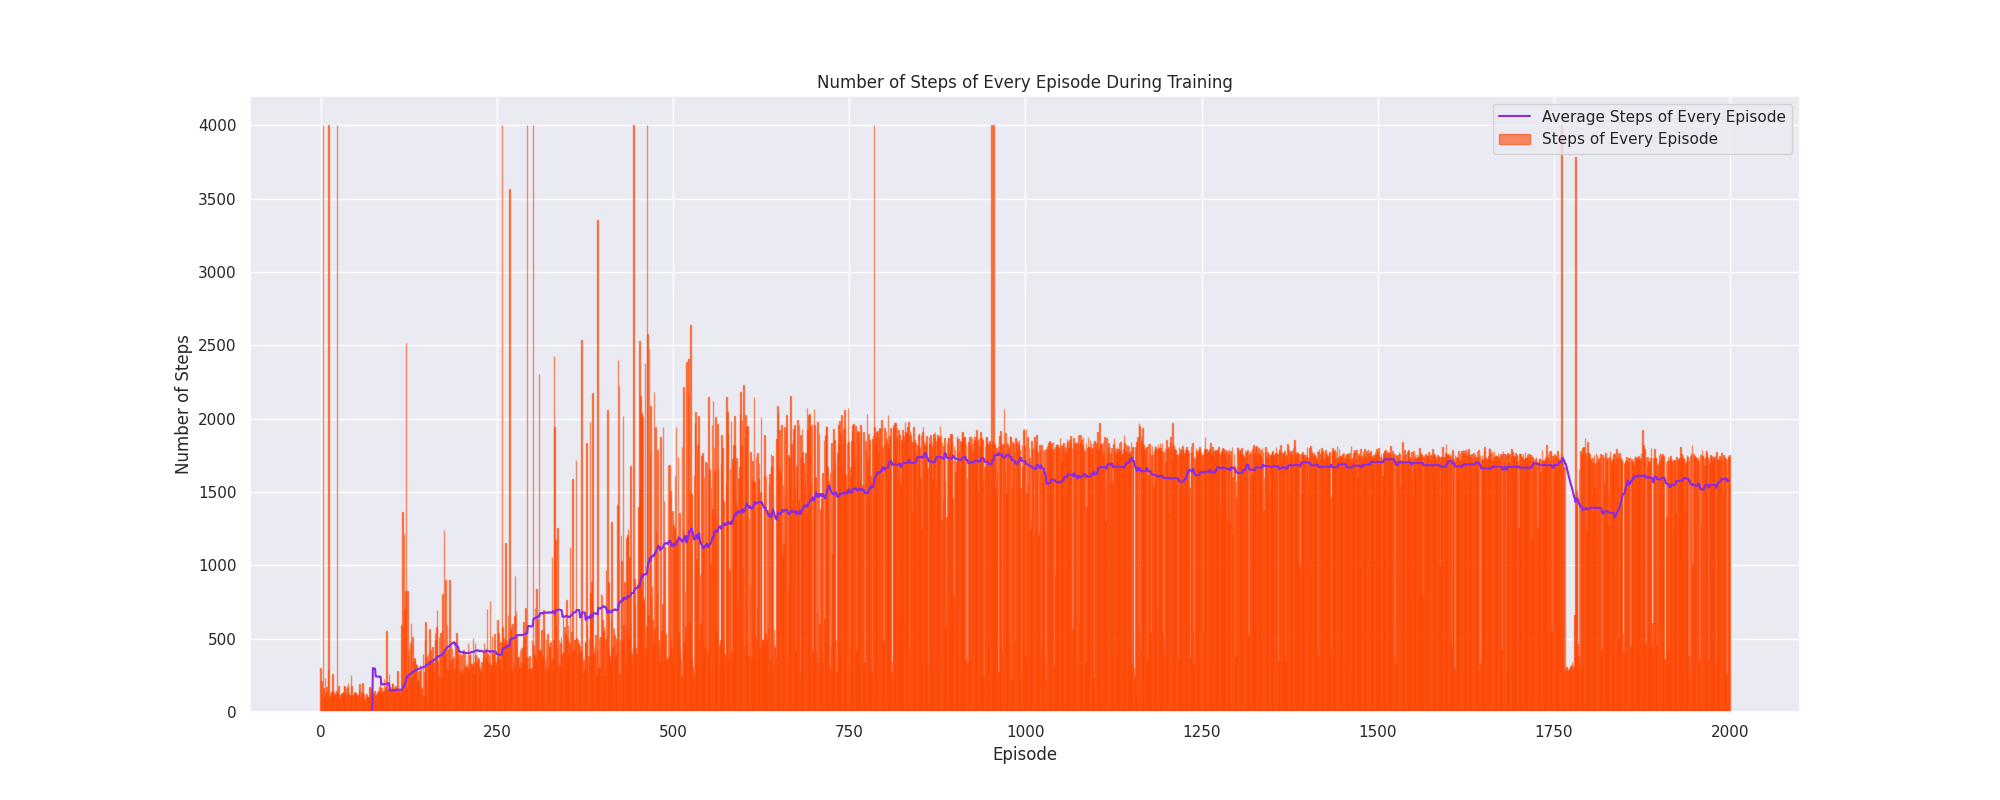 Number of Steps of Every Episode During Training
Average Steps of Every Episode
Steps of Every Episode
Number of Steps
4000
3500
3000
2500
2000
1500
1000
500
0
0 250 500 750 1000 1250 1500 1750 2000
Episode